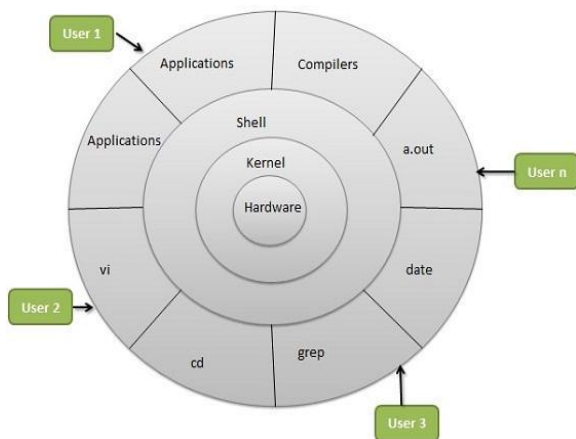 User 1
Applications
Compilers
Shell
Applications
a.out
Kernel
User n
Hardware
vi
date
User 2
cd
grep
User 3